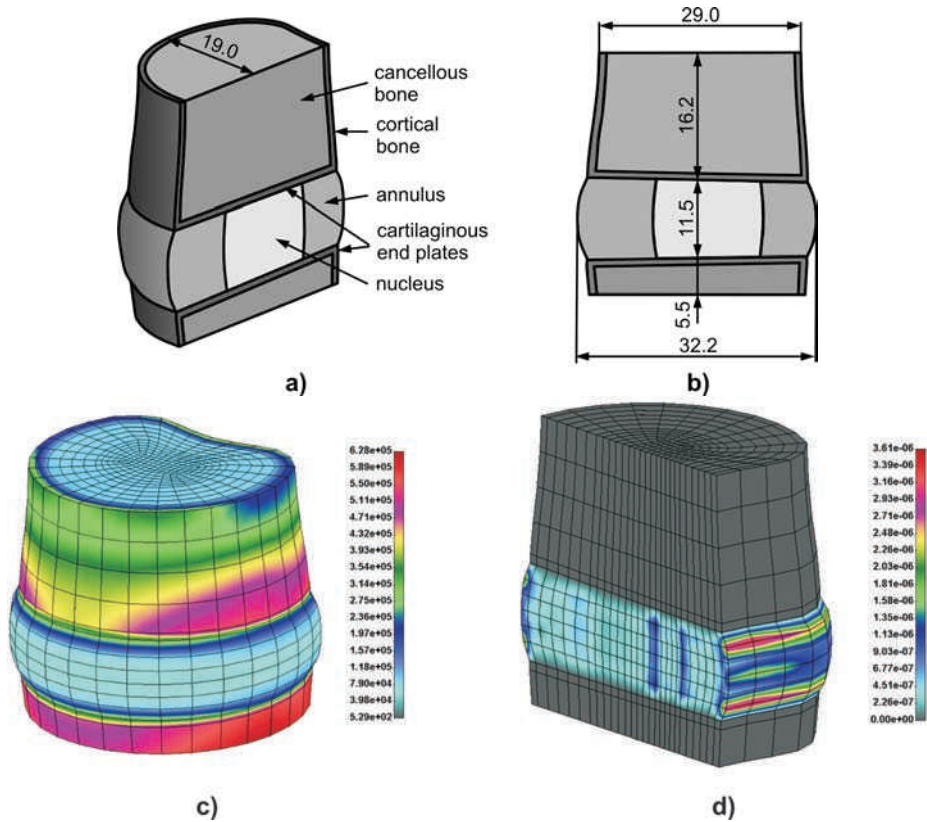 19.0
cancellous
bone
cortical
bone
annulus
cartilaginous
end plates
nucleus
a)
29.0
16.2
11.5
5.5
32.2
b)
6.28e+05
5.89e+05
5.50e+05
5.11e+05
4.71e+05
4.32e+05
3.93e+05
3.54e+05
3.14e+05
2.75e+05
2.36e+05
1.97e+05
1.57e+05
1.18e+05
7.90e+04
3.98e+04
5.29e+02
c)
3.61e-06
3.39e-06
3.16e-06
2.93e-06
2.71e-06
2.48e-06
2.26e-06
2.03e-06
1.81e-06
1.58e-06
1.35e-06
1.13e-06
9.03e-07
6.77e-07
4.51e-07
2.26e-07
0.00e+00
d)